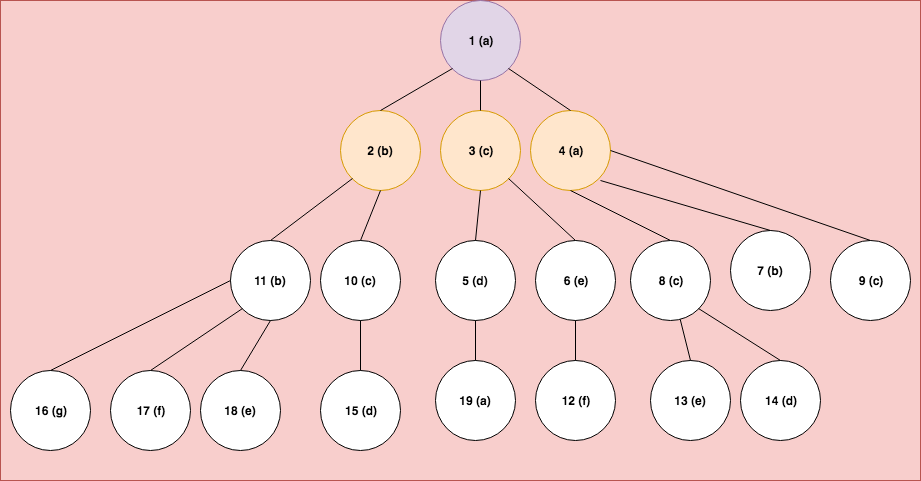 1 (a)
2 (b)
3 (c)
4 (a)
11 (b)
10 (c)
5 (d)
6 (e)
8 (c)
7 (b)
9 (c)
16 (g)
17 (f)
18 (e)
15 (d)
19 (a)
12 (f)
13 (e)
14 (d)